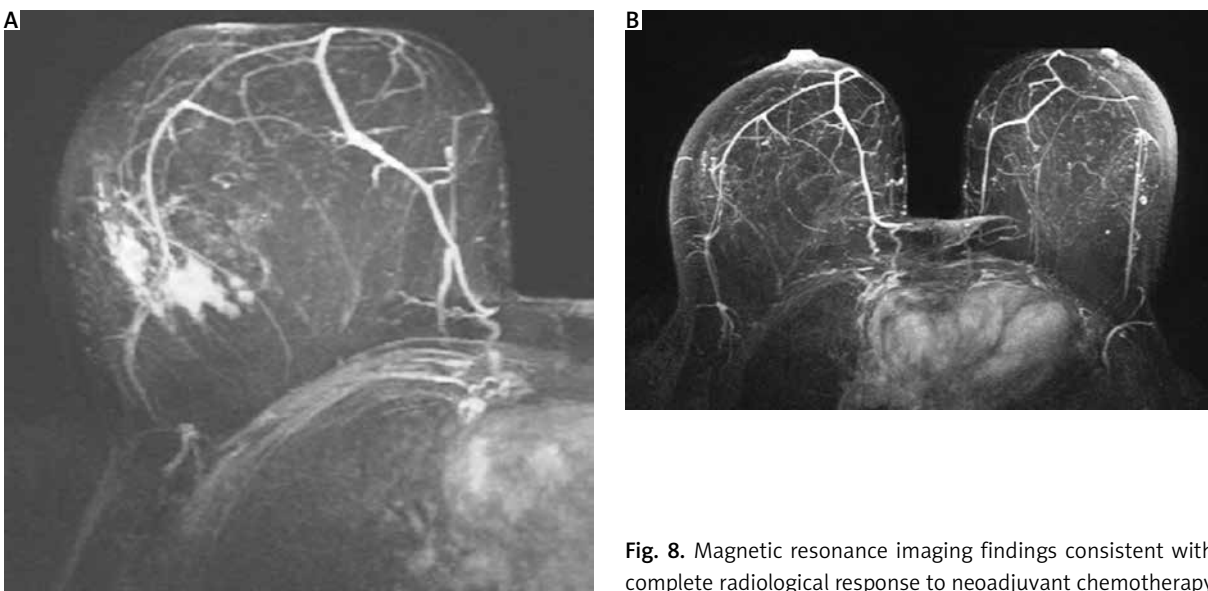 A
B
Fig. 8. Magnetic resonance imaging findings consistent with
complete radiological response to neoadjuvant chemotherapy